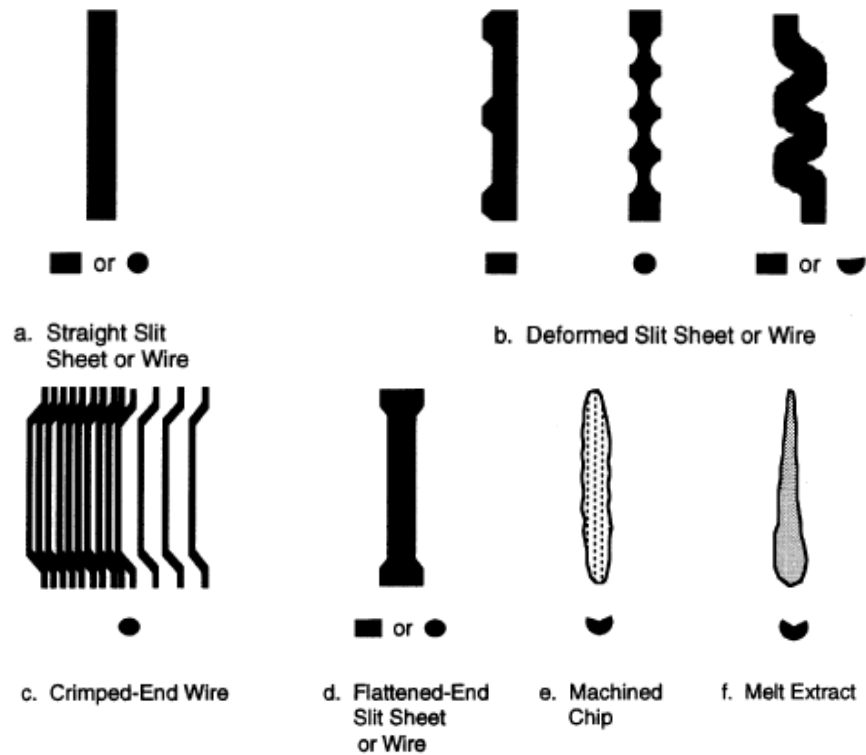 or
or
a. Straight Slit
Sheet or Wire
b. Deformed Slit Sheet or Wire
or
or
c. Crimped-End Wire
d. Flattened-End
Slit Sheet
or Wire
e. Machined
Chip
f. Melt Extract